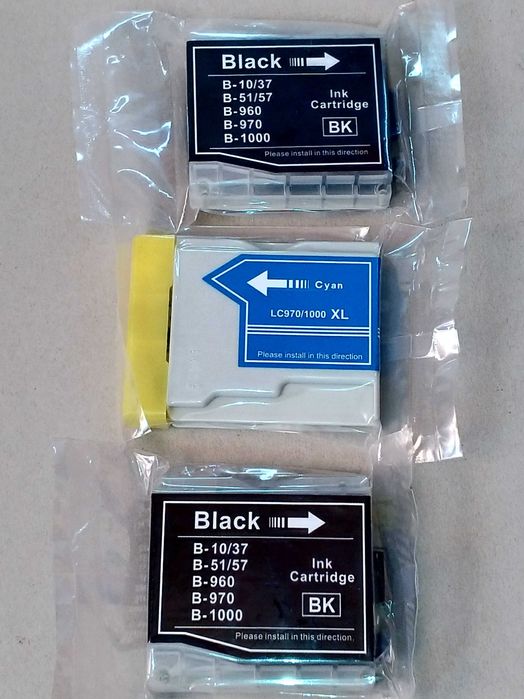 Black
B-10/37
B-51/57
B-960
B-970
B-1000
Ink
Cartridge
BK
Please install in this direction
Cyan
LC970/1000 XL
Please install in this direction
Black
B-10/37
B-51/57
B-960
B-970
B-1000
Ink
Cartridge
BK
Please install in this direction.